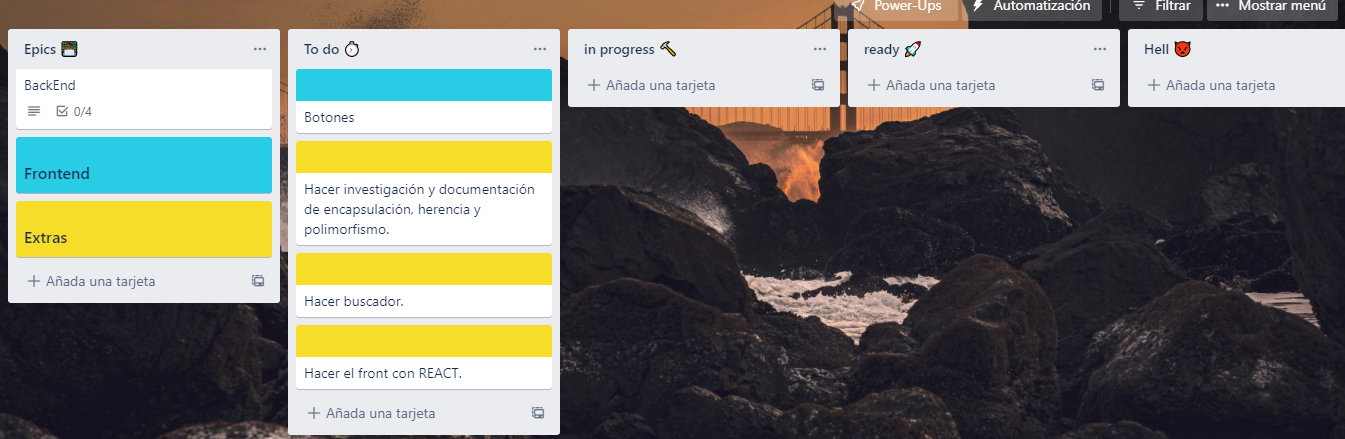 Power-Ups
Automatización
Filtrar
Mostrar menú
Epics
BackEnd
0/4
Frontend
Extras
Añada una tarjeta
To do
Botones
Hacer investigación y documentación
de encapsulación, herencia y
polimorfismo.
Hacer buscador.
Hacer el front con REACT.
Añada una tarjeta
in progress
Añada una tarjeta
ready
Añada una tarjeta
Hell
Añada una tarjeta